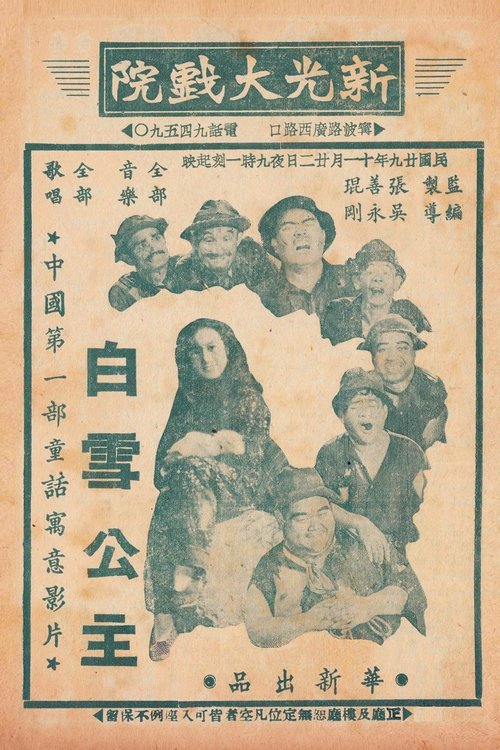 新光大戲院
寧波路廣西路口 電話九四五九〇
民國廿九年十一月廿二日夜九時一刻起映
監製 張善琨
編導 吳永剛
全部音樂
全部歌唱
★中國第一部童話寓意影片★
白雪公主
●華新出品●
正廳及樓廳恕無定位凡空者皆可入座例不保留